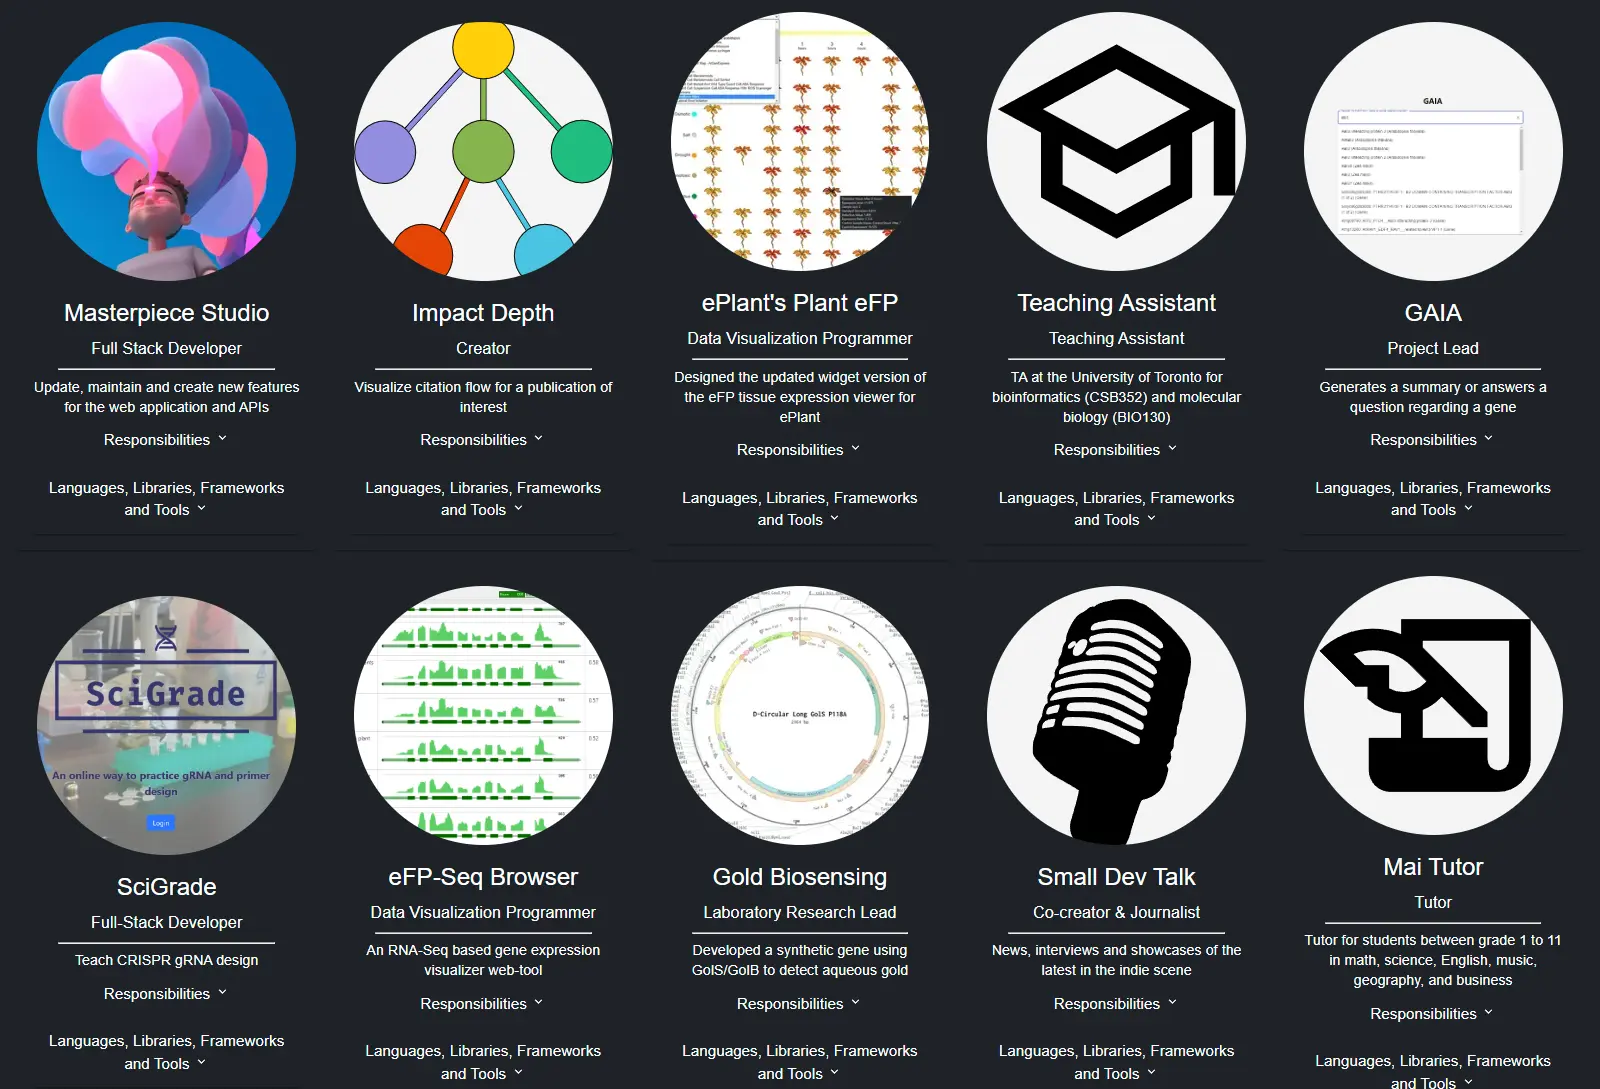 GAIA
Masterpiece Studio
Full Stack Developer
Update, maintain and create new features
for the web application and APIs
Responsibilities
Languages, Libraries, Frameworks
and Tools
Impact Depth
Creator
Visualize citation flow for a publication of
interest
Responsibilities
Languages, Libraries, Frameworks
and Tools
ePlant's Plant eFP
Data Visualization Programmer
Designed the updated widget version of
the eFP tissue expression viewer for
ePlant
Responsibilities
Languages, Libraries, Frameworks
and Tools
Teaching Assistant
Teaching Assistant
TA at the University of Toronto for
bioinformatics (CSB352) and molecular
biology (BIO130)
Responsibilities
Languages, Libraries, Frameworks
and Tools
GAIA
Project Lead
Generates a summary or answers a
question regarding a gene
Responsibilities
Languages, Libraries, Frameworks
and Tools
SciGrade
An online way to practice gRNA and primer
design
Login
SciGrade
Full-Stack Developer
Teach CRISPR gRNA design
Responsibilities
Languages, Libraries, Frameworks
and Tools
eFP-Seq Browser
Data Visualization Programmer
An RNA-Seq based gene expression
visualizer web-tool
Responsibilities
Languages, Libraries, Frameworks
and Tools
D-Circular Long GolS P118A
Gold Biosensing
Laboratory Research Lead
Developed a synthetic gene using
GolS/GolB to detect aqueous gold
Responsibilities
Languages, Libraries, Frameworks
and Tools
Small Dev Talk
Co-creator & Journalist
News, interviews and showcases of the
latest in the indie scene
Responsibilities
Languages, Libraries, Frameworks
and Tools
Mai Tutor
Tutor
Tutor for students between grade 1 to 11
in math, science, English, music,
geography, and business
Responsibilities
Languages, Libraries, Frameworks
and Tools